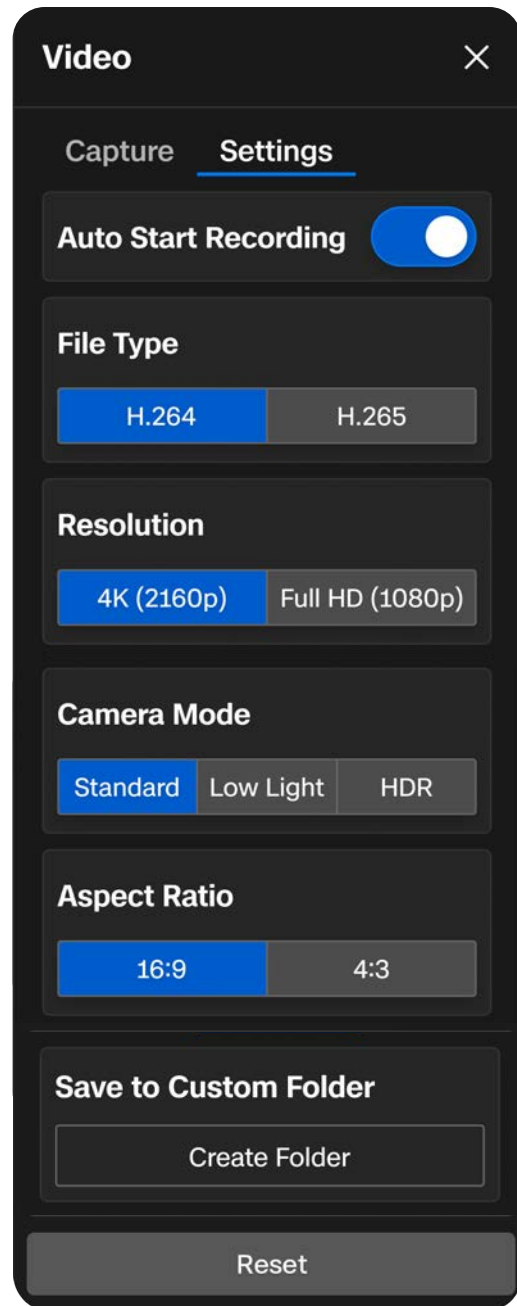 Video
Capture Settings
Auto Start Recording
File Type
H.264 H.265
Resolution
4K (2160p) Full HD (1080p)
Camera Mode
Standard Low Light HDR
Aspect Ratio
16:9 4:3
Save to Custom Folder
Create Folder
Reset